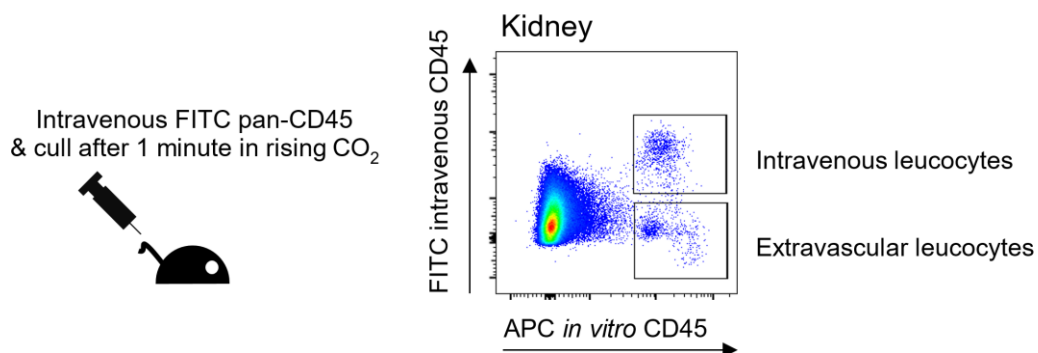 Kidney
Intravenous FITC pan-CD45
& cull after 1 minute in rising CO₂
FITC intravenous CD45
Intravenous leucocytes
Extravascular leucocytes
APC in vitro CD45